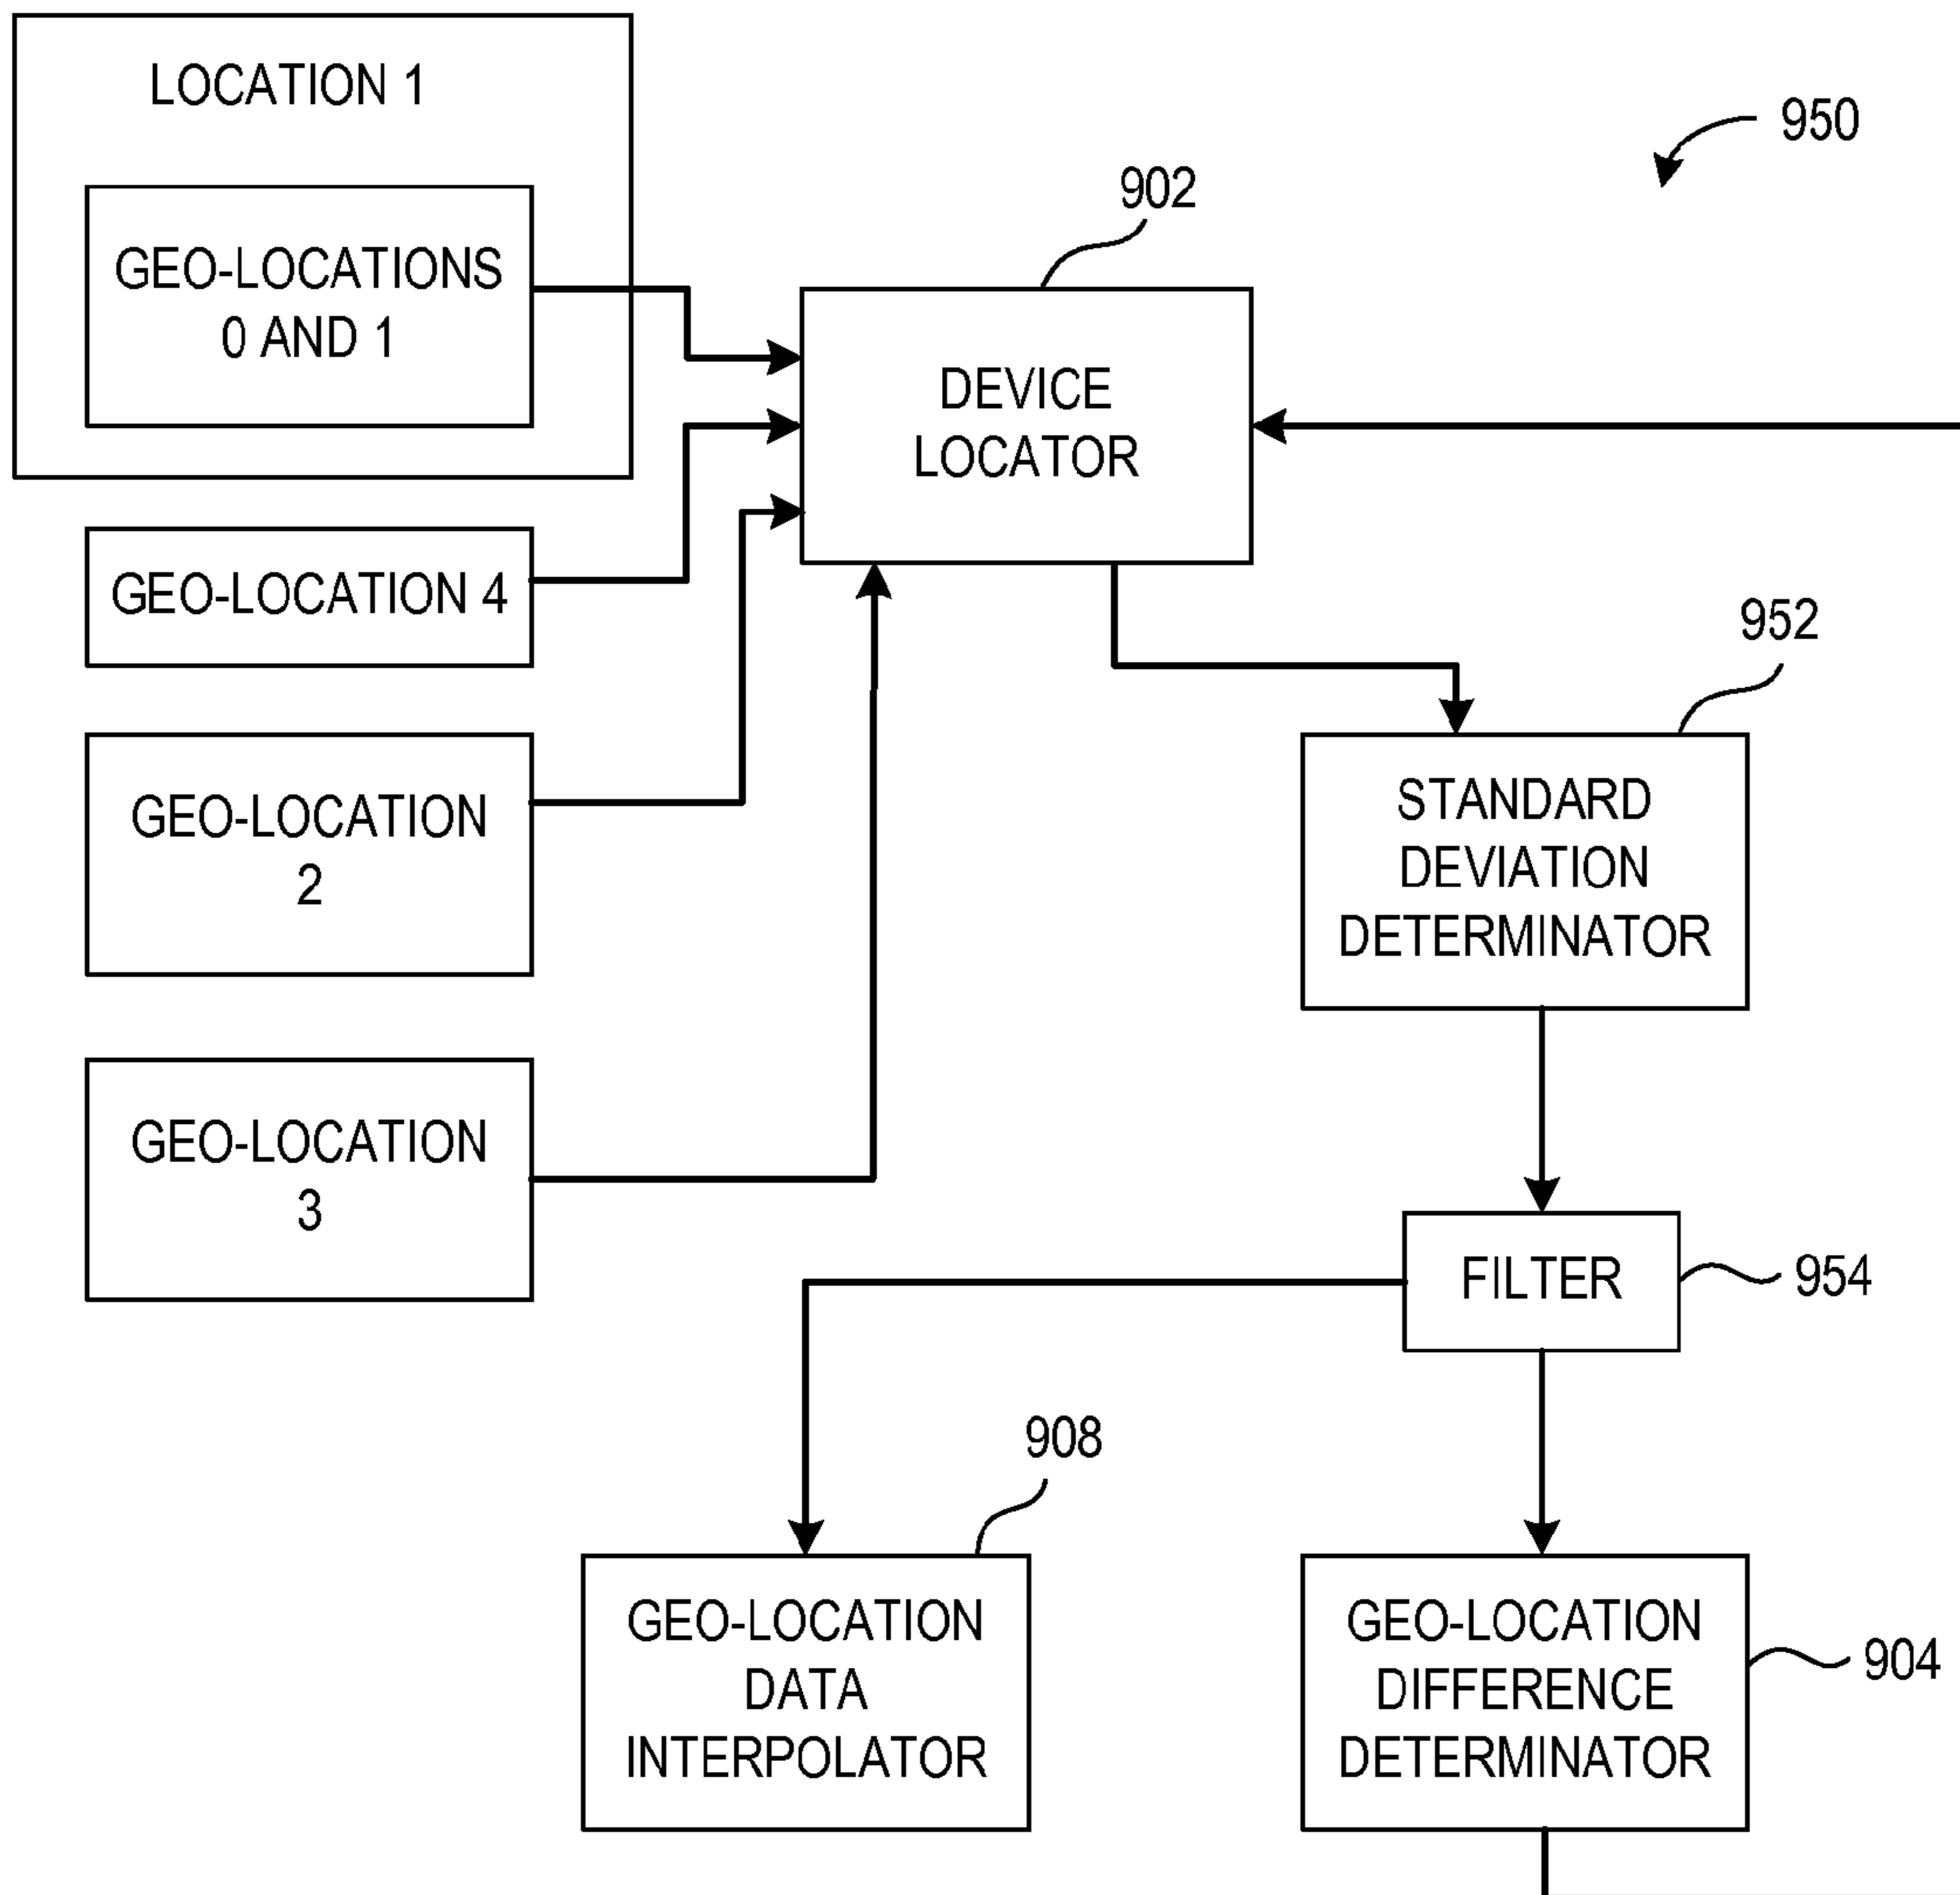 LOCATION 1
950
902
GEO-LOCATIONS
0 AND 1
DEVICE
LOCATOR
GEO-LOCATION 4
952
GEO-LOCATION
2
STANDARD
DEVIATION
DETERMINATOR
GEO-LOCATION
3
FILTER
954
908
GEO-LOCATION
DATA
INTERPOLATOR
GEO-LOCATION
DIFFERENCE
DETERMINATOR
904